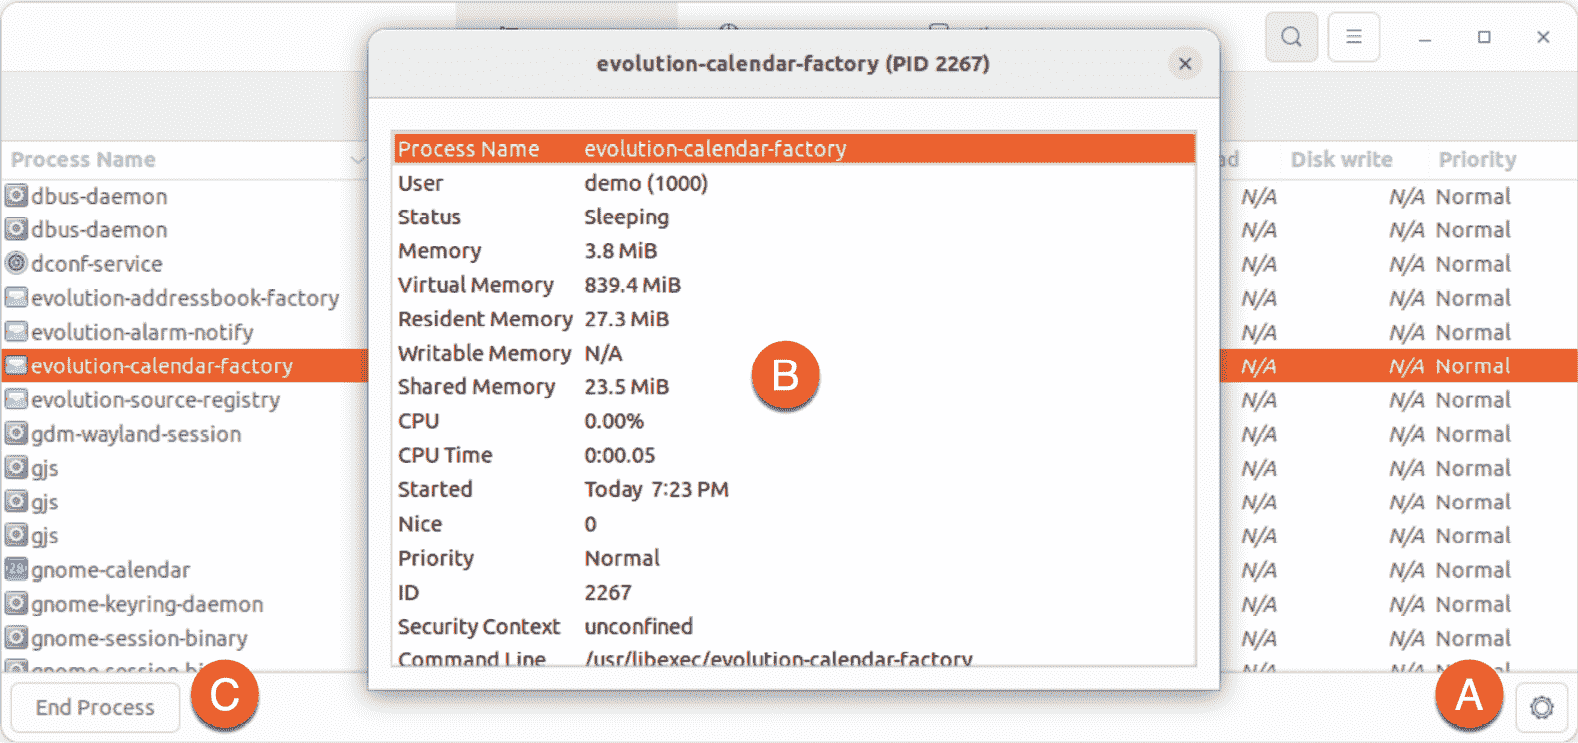 evolution-calendar-factory (PID 2267)
Process Name
Disk write Priority
Process Name evolution-calendar-factory
User demo (1000)
Status Sleeping
Memory 3.8 MiB
Virtual Memory 839.4 MiB
Resident Memory 27.3 MiB
Writable Memory N/A
Shared Memory 23.5 MiB
CPU 0.00%
CPU Time 0:00.05
Started Today 7:23 PM
Nice 0
Priority Normal
ID 2267
Security Context unconfined
Command Line /usr/libexec/evolution-calendar-factory
B
dbus-daemon N/A N/A Normal
dbus-daemon N/A N/A Normal
dconf-service N/A N/A Normal
evolution-addressbook-factory N/A N/A Normal
evolution-alarm-notify N/A N/A Normal
evolution-calendar-factory N/A N/A Normal
evolution-source-registry N/A N/A Normal
gdm-wayland-session N/A N/A Normal
gjs N/A N/A Normal
gjs N/A N/A Normal
gjs N/A N/A Normal
gnome-calendar N/A N/A Normal
gnome-keyring-daemon N/A N/A Normal
gnome-session-binary N/A N/A Normal
End Process C A